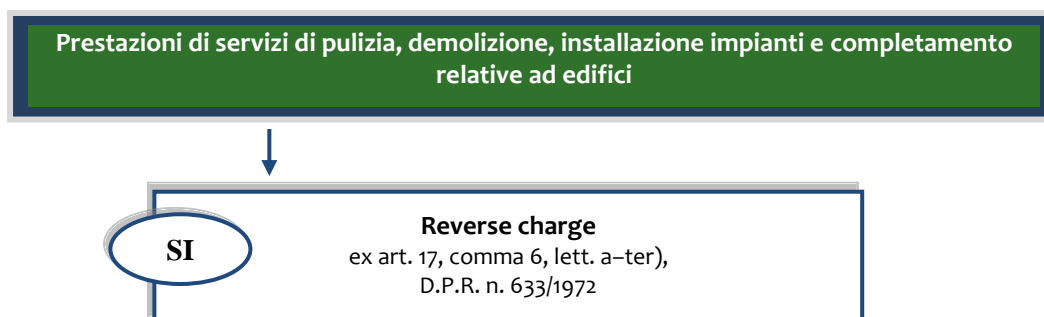 Prestazioni di servizi di pulizia, demolizione, installazione impianti e completamento
relative ad edifici
SI
Reverse charge
ex art. 17, comma 6, lett. a–ter),
D.P.R. n. 633/1972